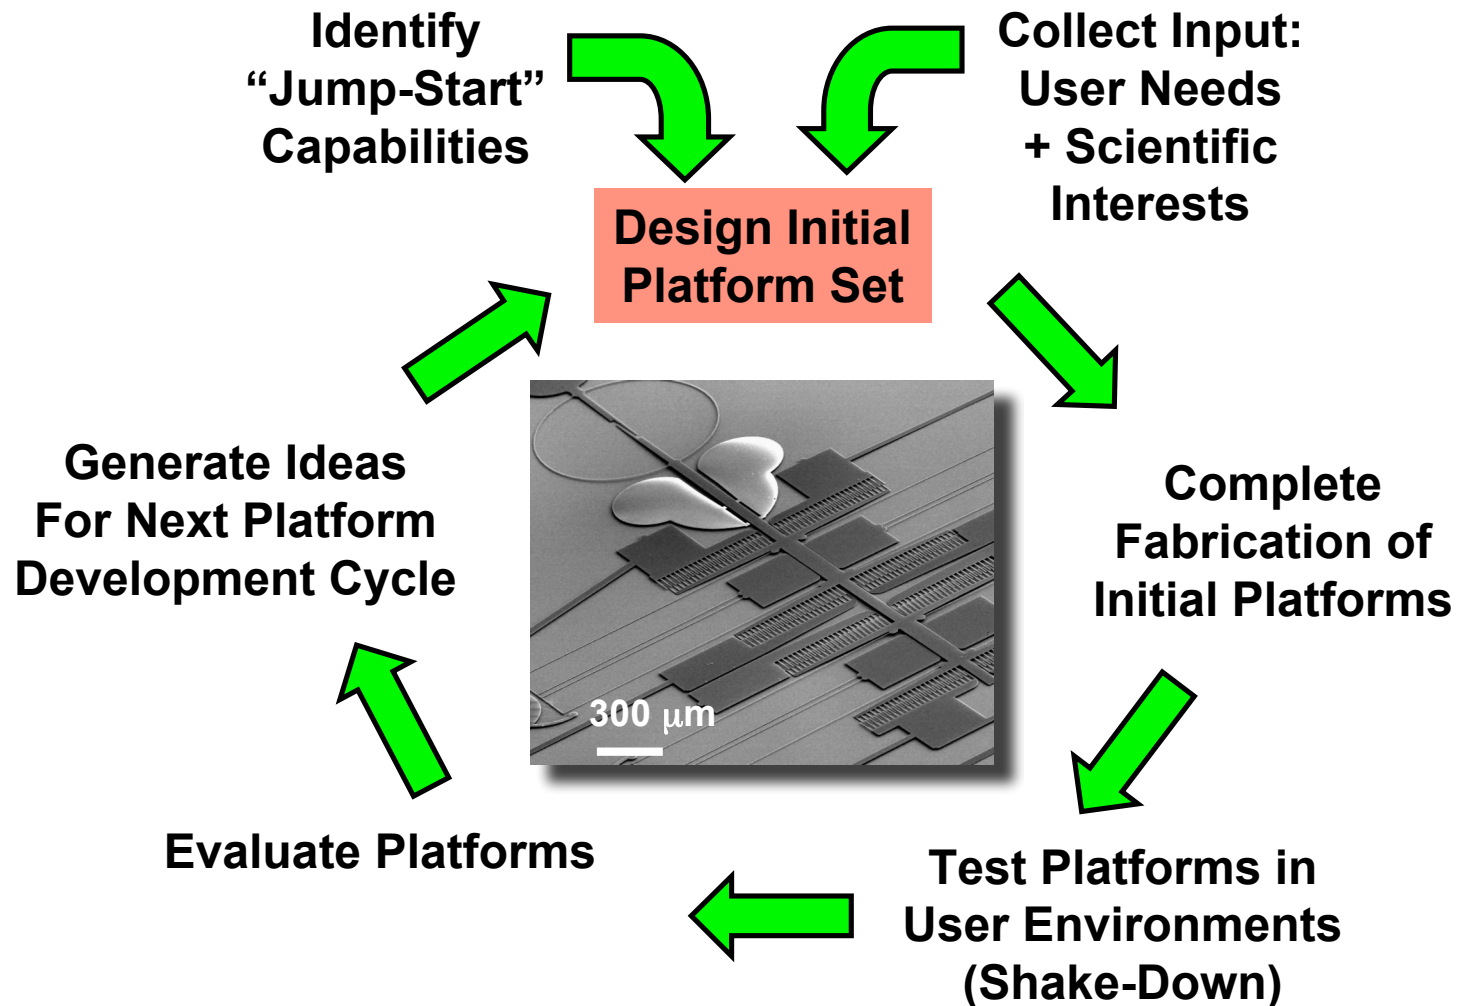 Identify
“Jump-Start”
Capabilities
Collect Input:
User Needs
+ Scientific
Interests
Design Initial
Platform Set
Complete
Fabrication of
Initial Platforms
Test Platforms in
User Environments
(Shake-Down)
Evaluate Platforms
Generate Ideas
For Next Platform
Development Cycle
300 μm